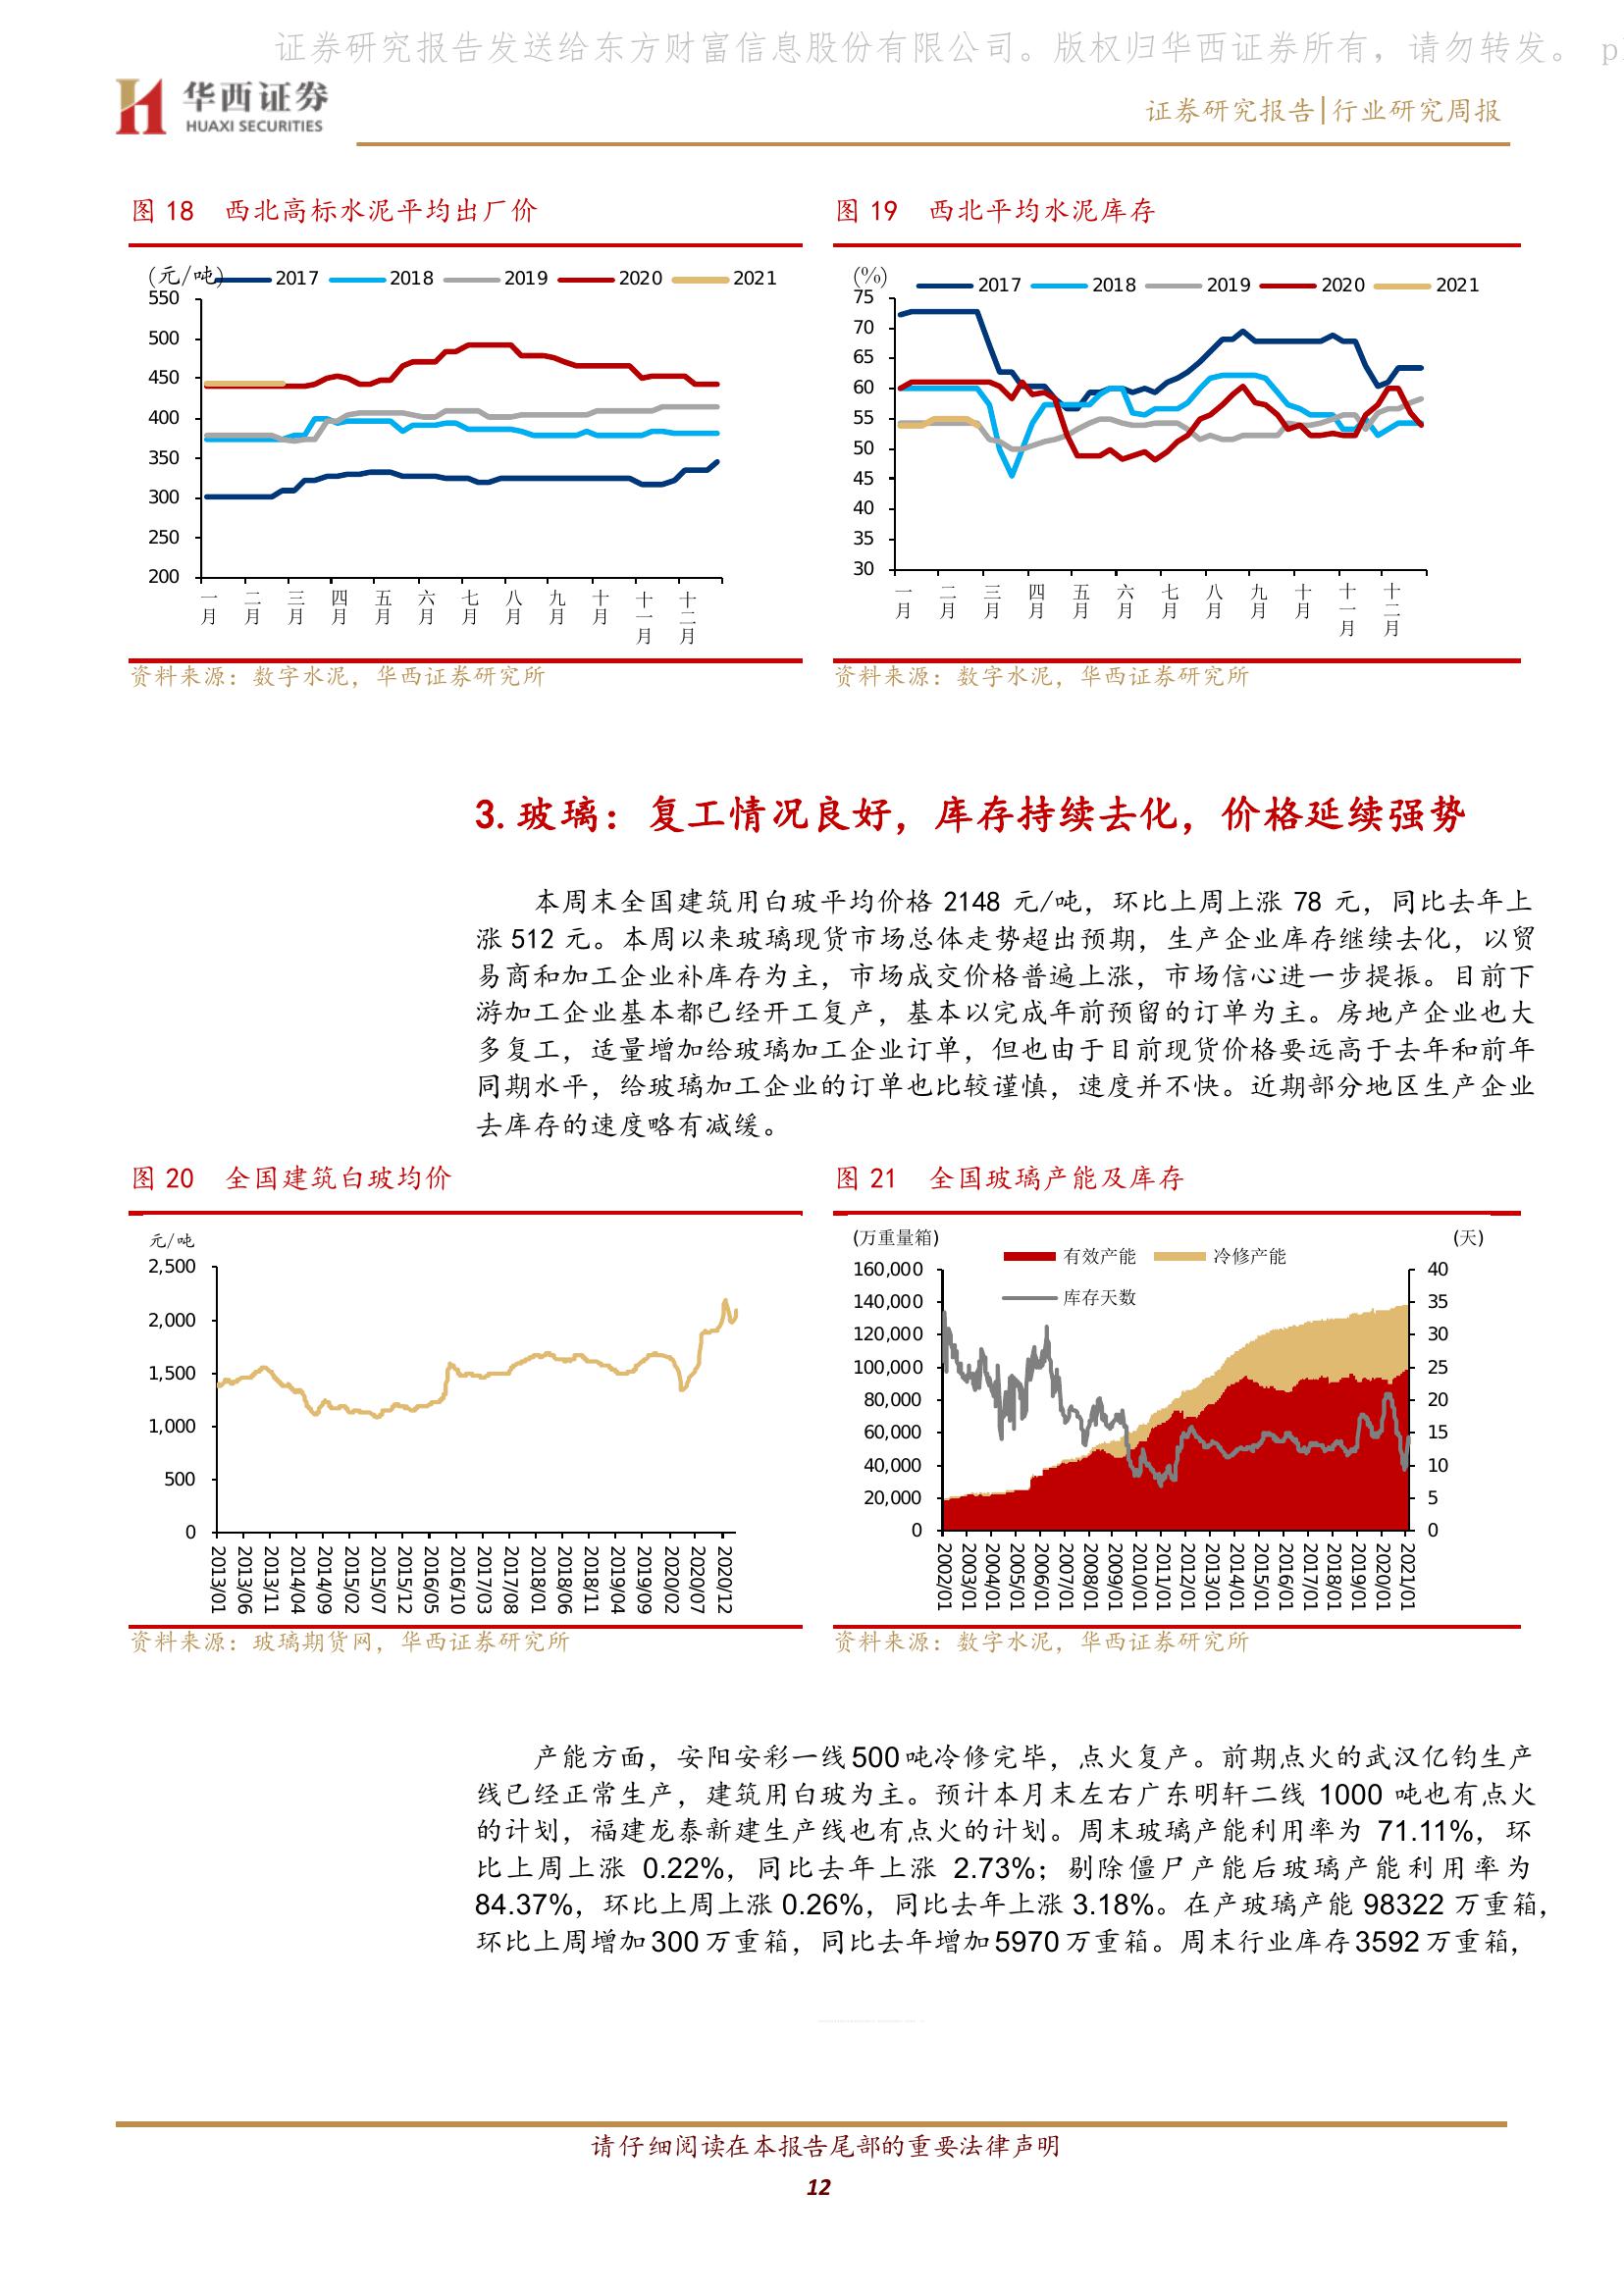 证券研究报告发送给东方财富信息股份有限公司。版权归华西证券所有，请勿转发。 p
华西证券
HUAXI SECURITIES
证券研究报告|行业研究周报
图 18 西北高标水泥平均出厂价
(元/吨)
2017 2018 2019 2020 2021
550
500
450
400
350
300
250
200
一月 二月 三月 四月 五月 六月 七月 八月 九月 十月 十一月 十二月
资料来源：数字水泥，华西证券研究所
图 19 西北平均水泥库存
(%)
2017 2018 2019 2020 2021
75
70
65
60
55
50
45
40
35
30
一月 二月 三月 四月 五月 六月 七月 八月 九月 十月 十一月 十二月
资料来源：数字水泥，华西证券研究所
3.玻璃：复工情况良好，库存持续去化，价格延续强势
本周末全国建筑用白玻平均价格 2148 元/吨，环比上周上涨 78 元，同比去年上
涨 512 元。本周以来玻璃现货市场总体走势超出预期，生产企业库存继续去化，以贸
易商和加工企业补库存为主，市场成交价格普遍上涨，市场信心进一步提振。目前下
游加工企业基本都已经开工复产，基本以完成年前预留的订单为主。房地产企业也大
多复工，适量增加给玻璃加工企业订单，但也由于目前现货价格要远高于去年和前年
同期水平，给玻璃加工企业的订单也比较谨慎，速度并不快。近期部分地区生产企业
去库存的速度略有减缓。
图 20 全国建筑白玻均价
元/吨
2,500
2,000
1,500
1,000
500
0
2013/01 2013/06 2013/11 2014/04 2014/09 2015/02 2015/07 2015/12 2016/05 2016/10 2017/03 2017/08 2018/01 2018/06 2018/11 2019/04 2019/09 2020/02 2020/07 2020/12
资料来源：玻璃期货网，华西证券研究所
图 21 全国玻璃产能及库存
(万重量箱) (天)
有效产能 冷修产能
库存天数
160,000 40
140,000 35
120,000 30
100,000 25
80,000 20
60,000 15
40,000 10
20,000 5
0 0
2002/01 2003/01 2004/01 2005/01 2006/01 2007/01 2008/01 2009/01 2010/01 2011/01 2012/01 2013/01 2014/01 2015/01 2016/01 2017/01 2018/01 2019/01 2020/01 2021/01
资料来源：数字水泥，华西证券研究所
产能方面，安阳安彩一线500吨冷修完毕，点火复产。前期点火的武汉亿钧生产
线已经正常生产，建筑用白玻为主。预计本月末左右广东明轩二线 1000 吨也有点火
的计划，福建龙泰新建生产线也有点火的计划。周末玻璃产能利用率为 71.11%，环
比上周上涨 0.22%，同比去年上涨 2.73%；剔除僵尸产能后玻璃产能利用率为
84.37%，环比上周上涨 0.26%，同比去年上涨 3.18%。在产玻璃产能 98322 万重箱，
环比上周增加300万重箱，同比去年增加5970万重箱。周末行业库存3592万重箱，
请仔细阅读在本报告尾部的重要法律声明
12